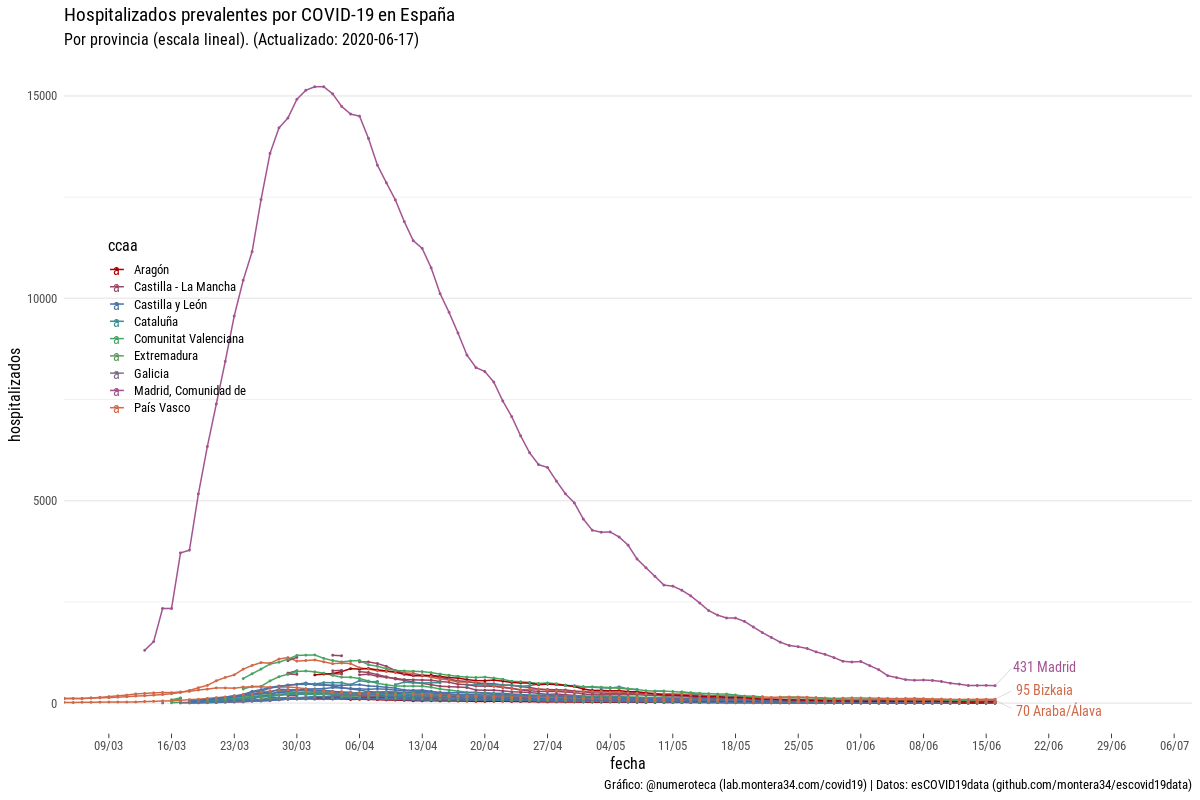 Hospitalizados prevalentes por COVID-19 en España
Por provincia (escala lineal). (Actualizado: 2020-06-17)
15000
10000
5000
0
hospitalizados
ccaa
a Aragón
a Castilla - La Mancha
a Castilla y León
a Cataluña
a Comunitat Valenciana
a Extremadura
a Galicia
a Madrid, Comunidad de
a País Vasco
431 Madrid
95 Bizkaia
70 Araba/Álava
09/03 16/03 23/03 30/03 06/04 13/04 20/04 27/04 04/05 11/05 18/05 25/05 01/06 08/06 15/06 22/06 29/06 06/07
fecha
Gráfico: @numeroteca (lab.montera34.com/covid19) | Datos: esCOVID19data (github.com/montera34/escovid19data)